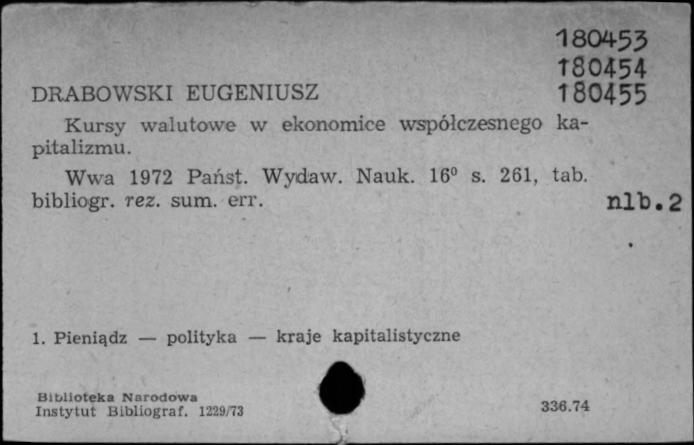 180453
180454
DRABOWSKI EUGENIUSZ 180455
Kursy walutowe w ekonomice współczesnego ka-
pitalizmu.
Wwa 1972 Państ. Wydaw. Nauk. 16⁰ s. 261, tab.
bibliogr. rez. sum. err. nlb.2
1. Pieniądz — polityka — kraje kapitalistyczne
Biblioteka Narodowa
Instytut Bibliograf. 1229/73 336.74